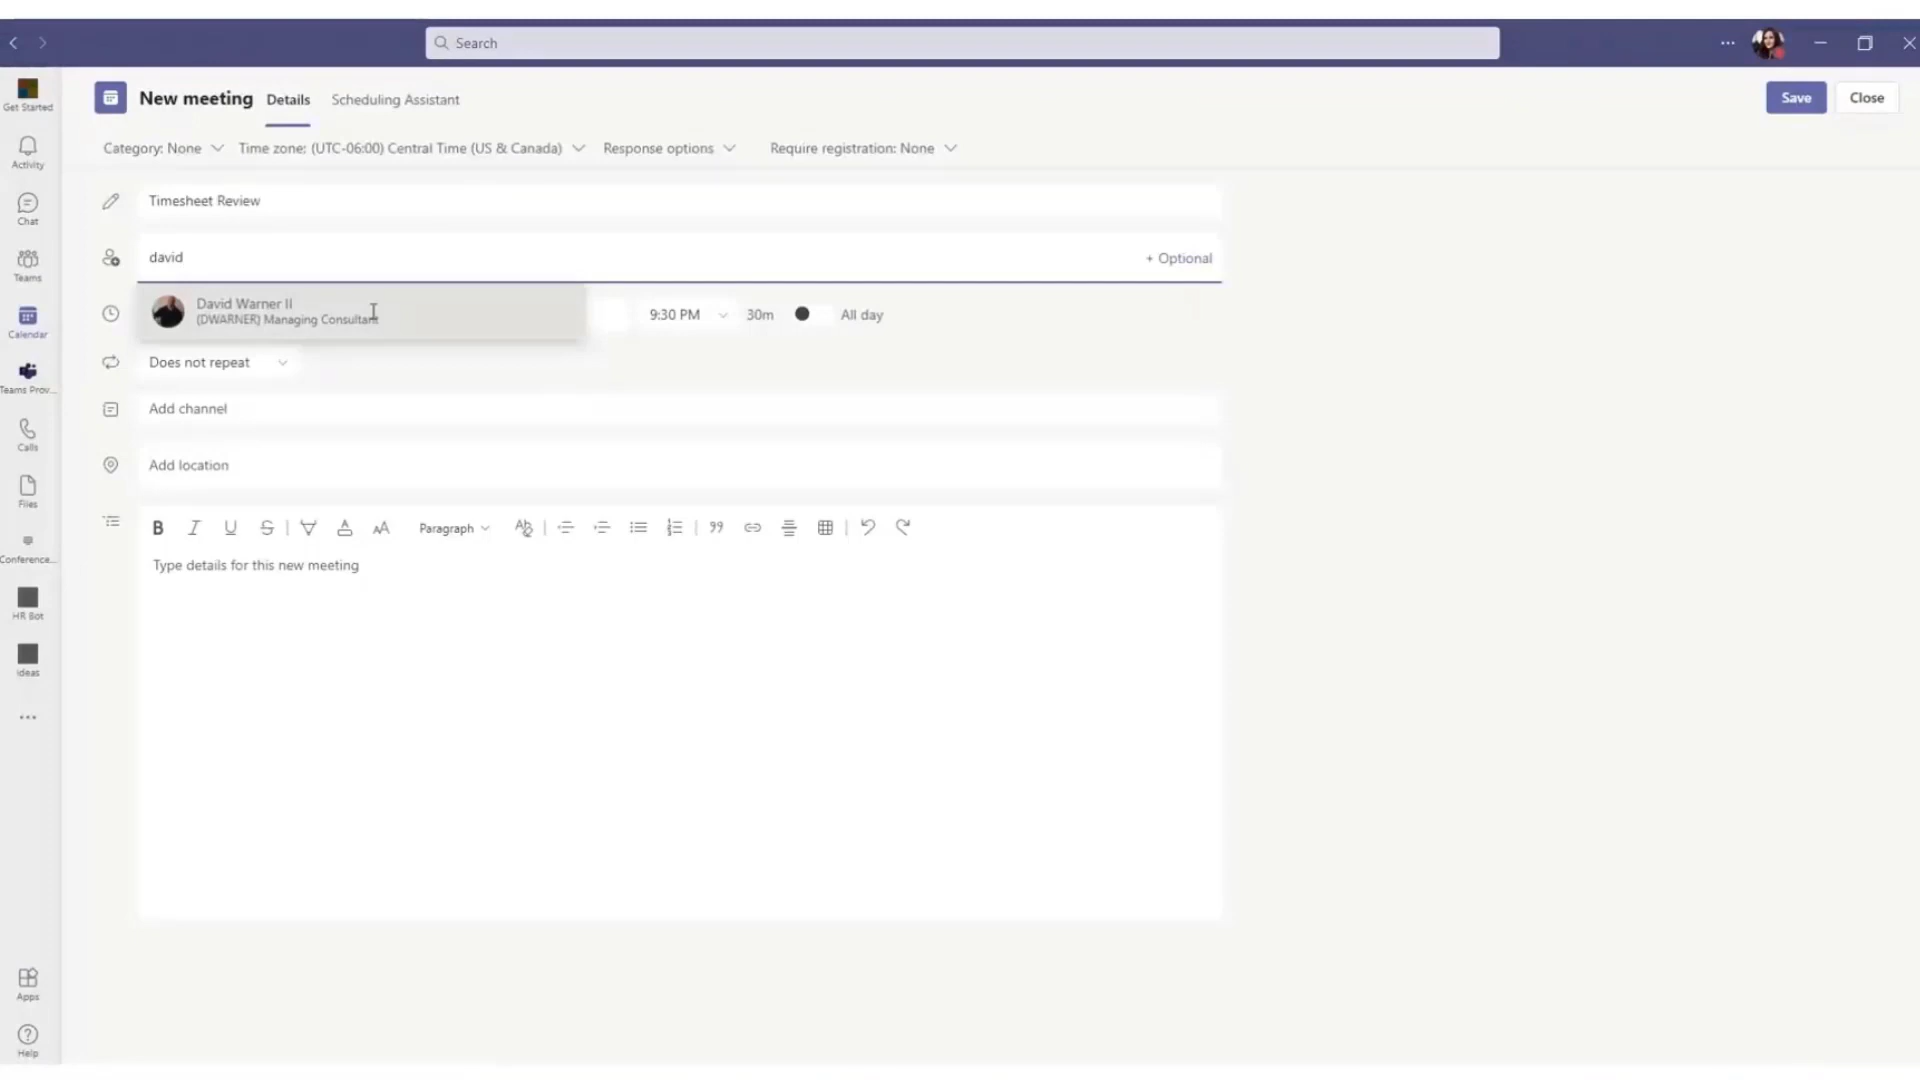 Search
Get Started
Activity
Chat
Teams
Calendar
Teams Prov...
Calls
Files
Conference...
HR Bot
ideas
Apps
Help
New meeting Details Scheduling Assistant
Save Close
Category: None Time zone: (UTC-06:00) Central Time (US & Canada) Response options Require registration: None
Timesheet Review
david
+ Optional
David Warner II
(DWARNER) Managing Consultant
9:30 PM 30m All day
Does not repeat
Add channel
Add location
Paragraph
Type details for this new meeting